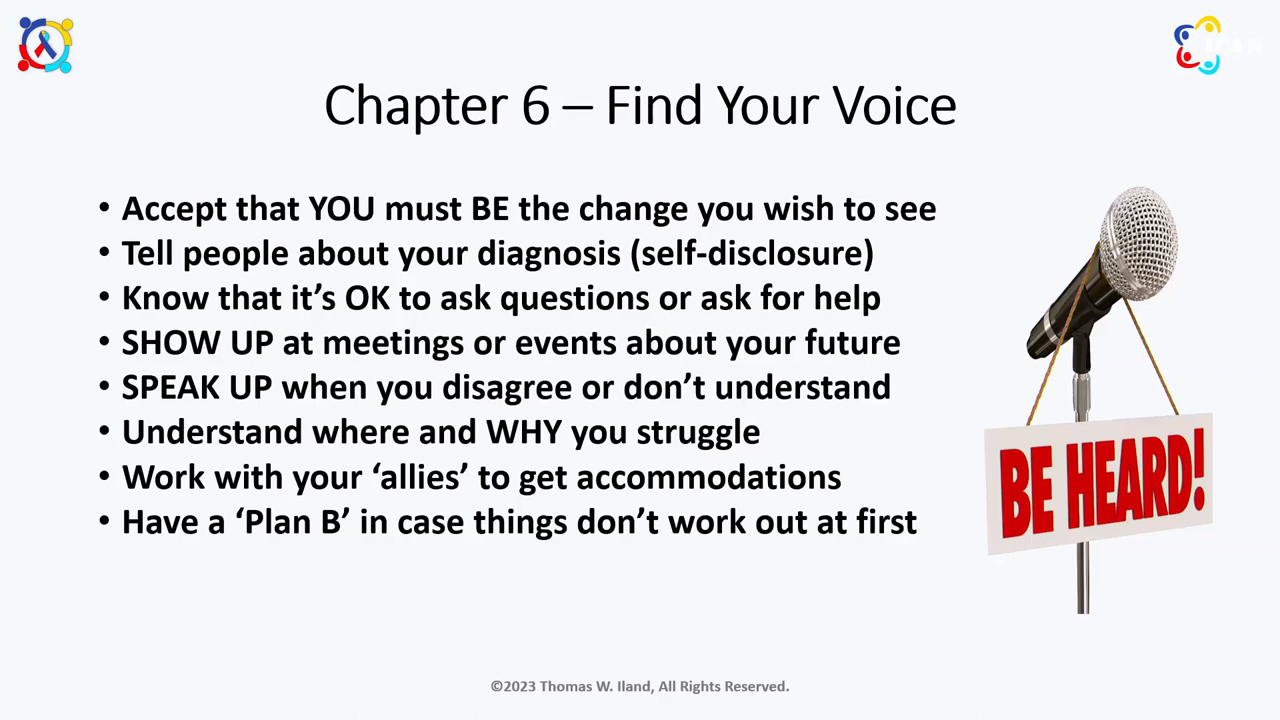 Chapter 6 – Find Your Voice
• Accept that YOU must BE the change you wish to see
• Tell people about your diagnosis (self-disclosure)
• Know that it’s OK to ask questions or ask for help
• SHOW UP at meetings or events about your future
• SPEAK UP when you disagree or don’t understand
• Understand where and WHY you struggle
• Work with your ‘allies’ to get accommodations
• Have a ‘Plan B’ in case things don’t work out at first
BE HEARD!
©2023 Thomas W. Iland, All Rights Reserved.